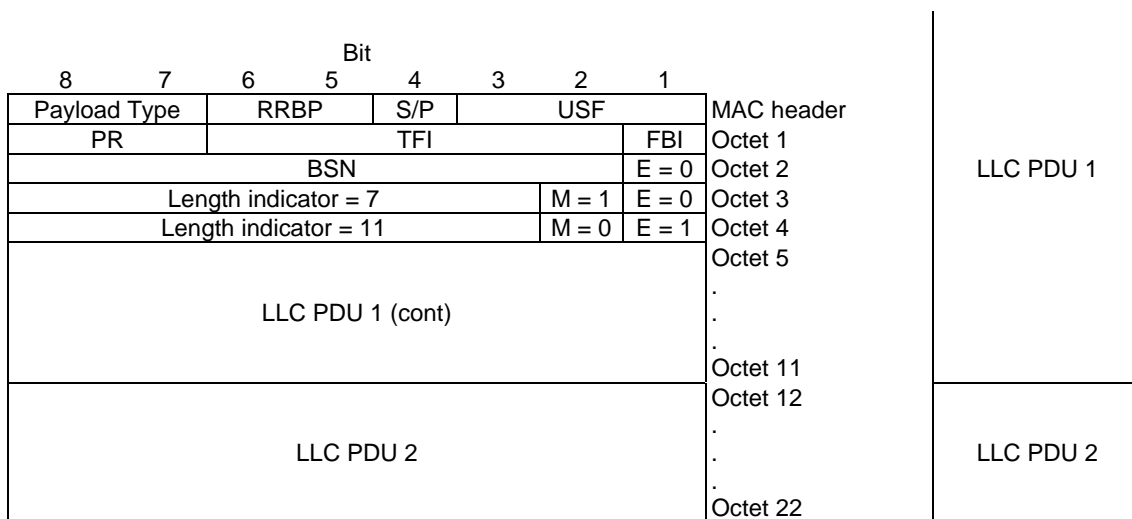 Bit
8 7 6 5 4 3 2 1
Payload Type RRBP S/P USF MAC header
PR TFI FBI Octet 1
BSN E = 0 Octet 2 LLC PDU 1
Length indicator = 7 M = 1 E = 0 Octet 3
Length indicator = 11 M = 0 E = 1 Octet 4
Octet 5
.
LLC PDU 1 (cont) .
.
Octet 11
Octet 12
.
LLC PDU 2 . LLC PDU 2
.
Octet 22